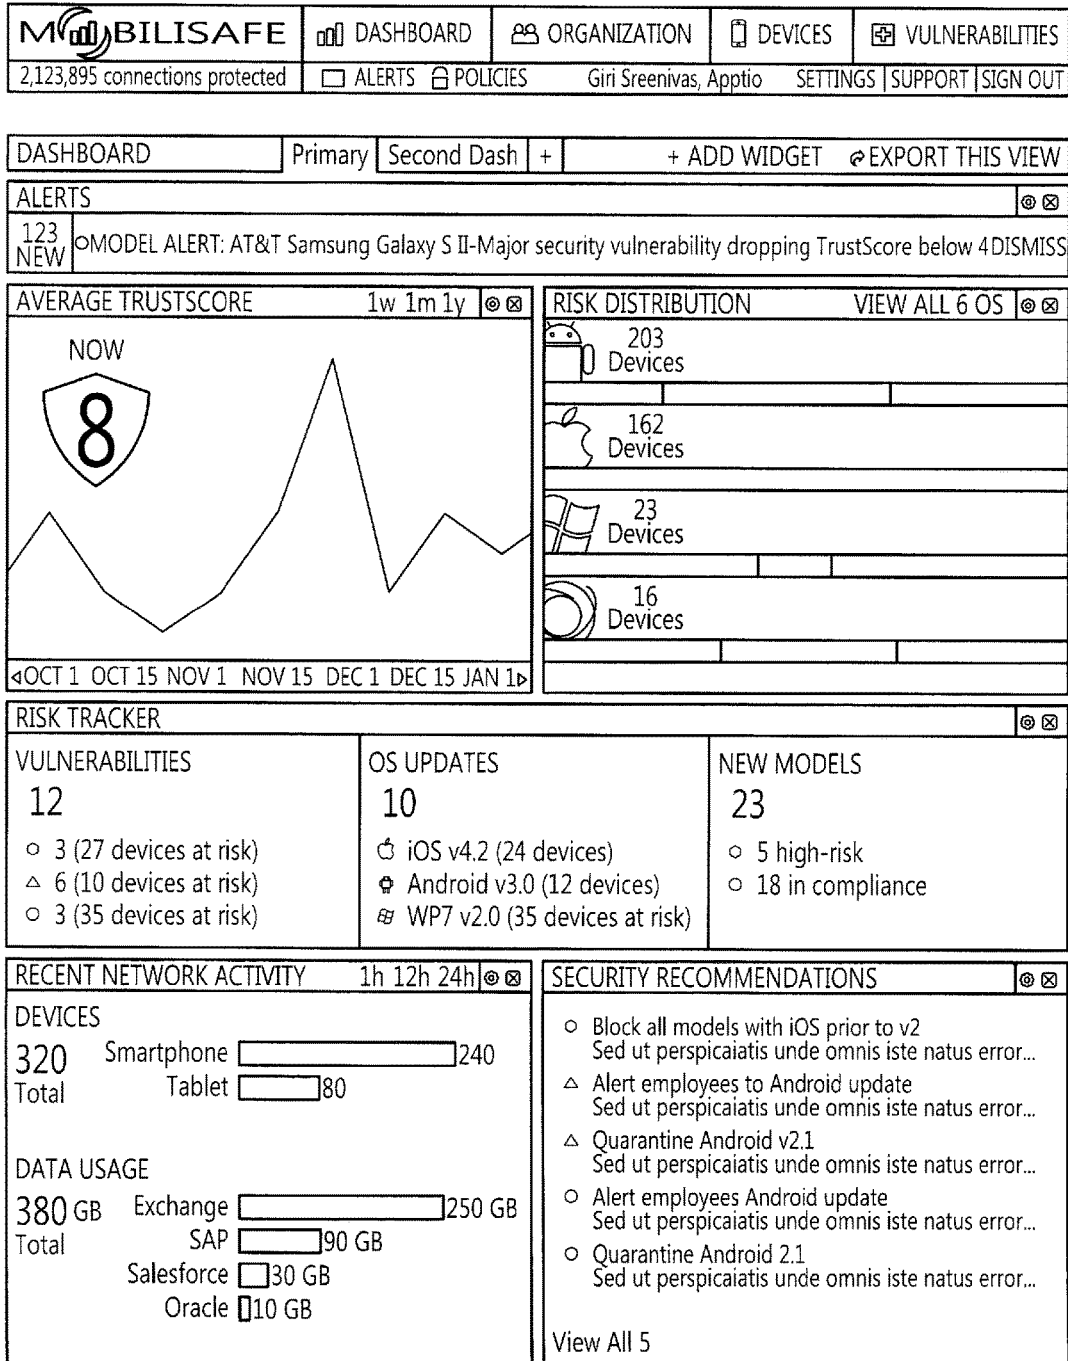 MOBILISAFE
DASHBOARD
ORGANIZATION
DEVICES
VULNERABILITIES
2,123,895 connections protected
ALERTS
POLICIES
Giri Sreenivas, Apptio
SETTINGS | SUPPORT | SIGN OUT
DASHBOARD
Primary
Second Dash
+
+ ADD WIDGET
EXPORT THIS VIEW
ALERTS
123
NEW
MODEL ALERT: AT&T Samsung Galaxy S II-Major security vulnerability dropping TrustScore below 4 DISMISS
AVERAGE TRUSTSCORE
1w 1m 1y
NOW
8
OCT 1 OCT 15 NOV 1 NOV 15 DEC 1 DEC 15 JAN 1
RISK DISTRIBUTION
VIEW ALL 6 OS
203
Devices
162
Devices
23
Devices
16
Devices
RISK TRACKER
VULNERABILITIES
12
3 (27 devices at risk)
6 (10 devices at risk)
3 (35 devices at risk)
OS UPDATES
10
iOS v4.2 (24 devices)
Android v3.0 (12 devices)
WP7 v2.0 (35 devices at risk)
NEW MODELS
23
5 high-risk
18 in compliance
RECENT NETWORK ACTIVITY
1h 12h 24h
DEVICES
320
Total
Smartphone 240
Tablet 80
DATA USAGE
380 GB
Total
Exchange 250 GB
SAP 90 GB
Salesforce 30 GB
Oracle 10 GB
SECURITY RECOMMENDATIONS
Block all models with iOS prior to v2
Sed ut perspicaiatis unde omnis iste natus error...
Alert employees to Android update
Sed ut perspicaiatis unde omnis iste natus error...
Quarantine Android v2.1
Sed ut perspicaiatis unde omnis iste natus error...
Alert employees Android update
Sed ut perspicaiatis unde omnis iste natus error...
Quarantine Android 2.1
Sed ut perspicaiatis unde omnis iste natus error...
View All 5